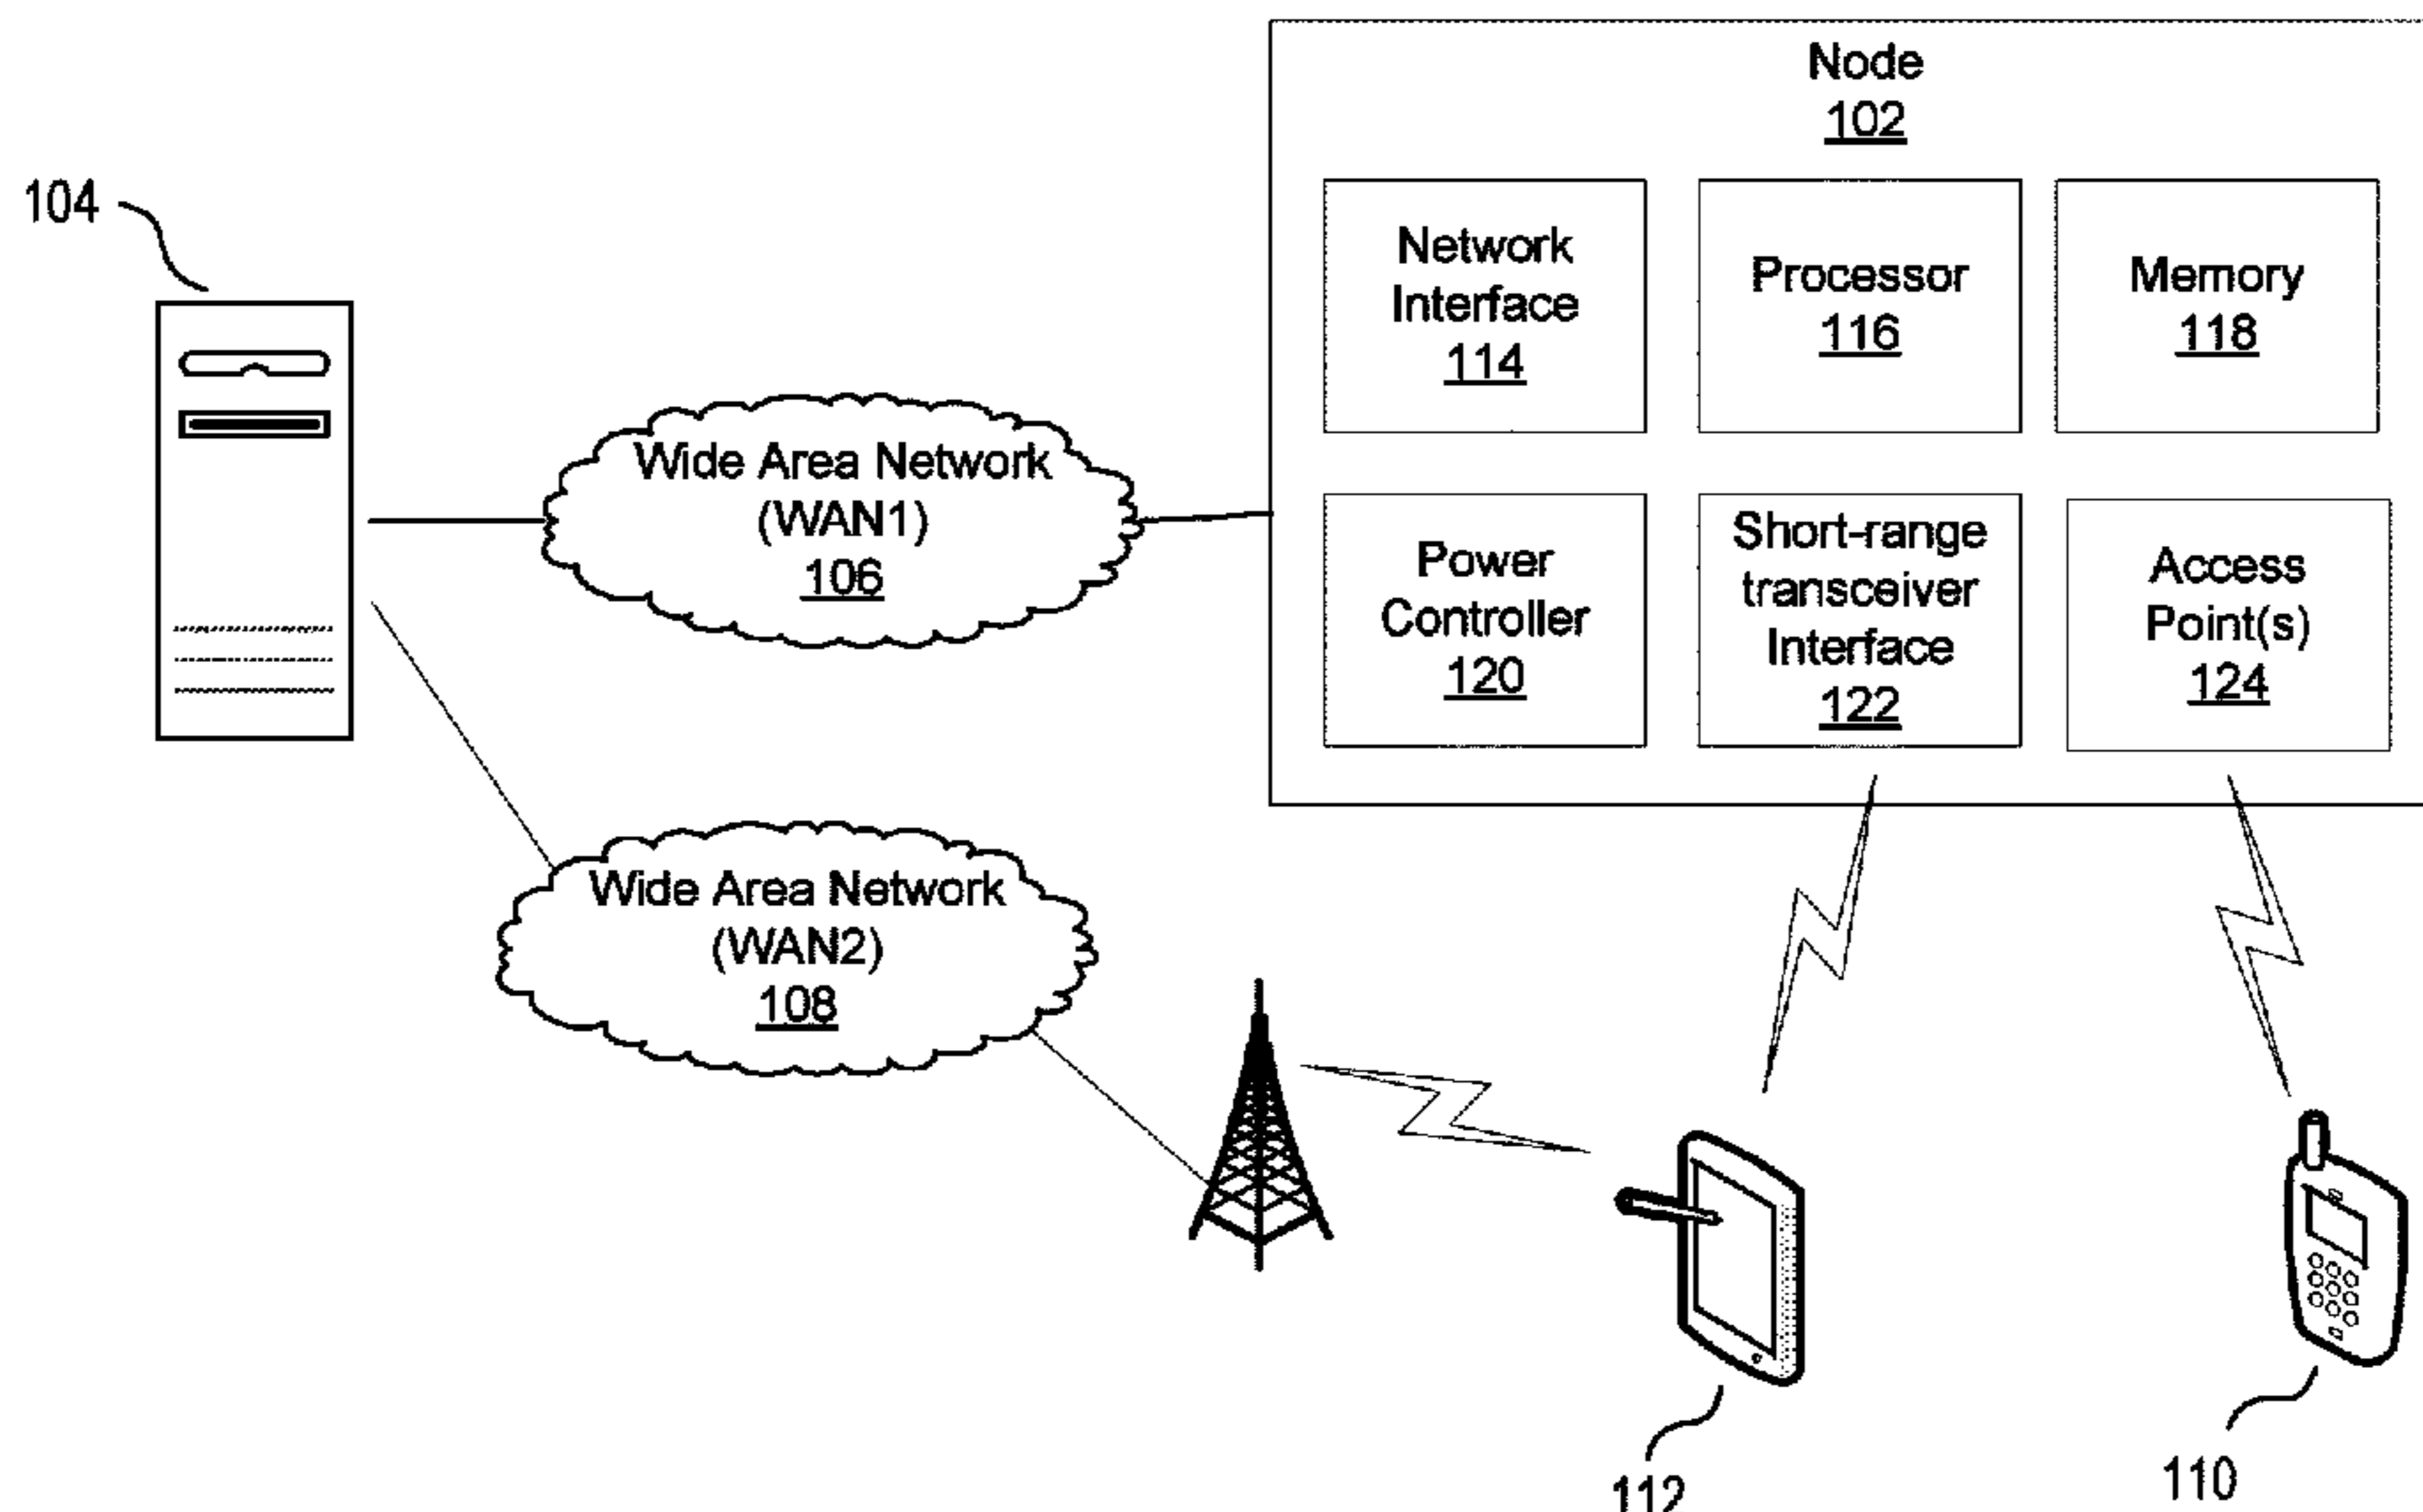 Node
102
104
Network
Interface
114
Processor
116
Memory
118
Wide Area Network
(WAN1)
106
Power
Controller
120
Short-range
transceiver
Interface
122
Access
Point(s)
124
Wide Area Network
(WAN2)
108
112
110